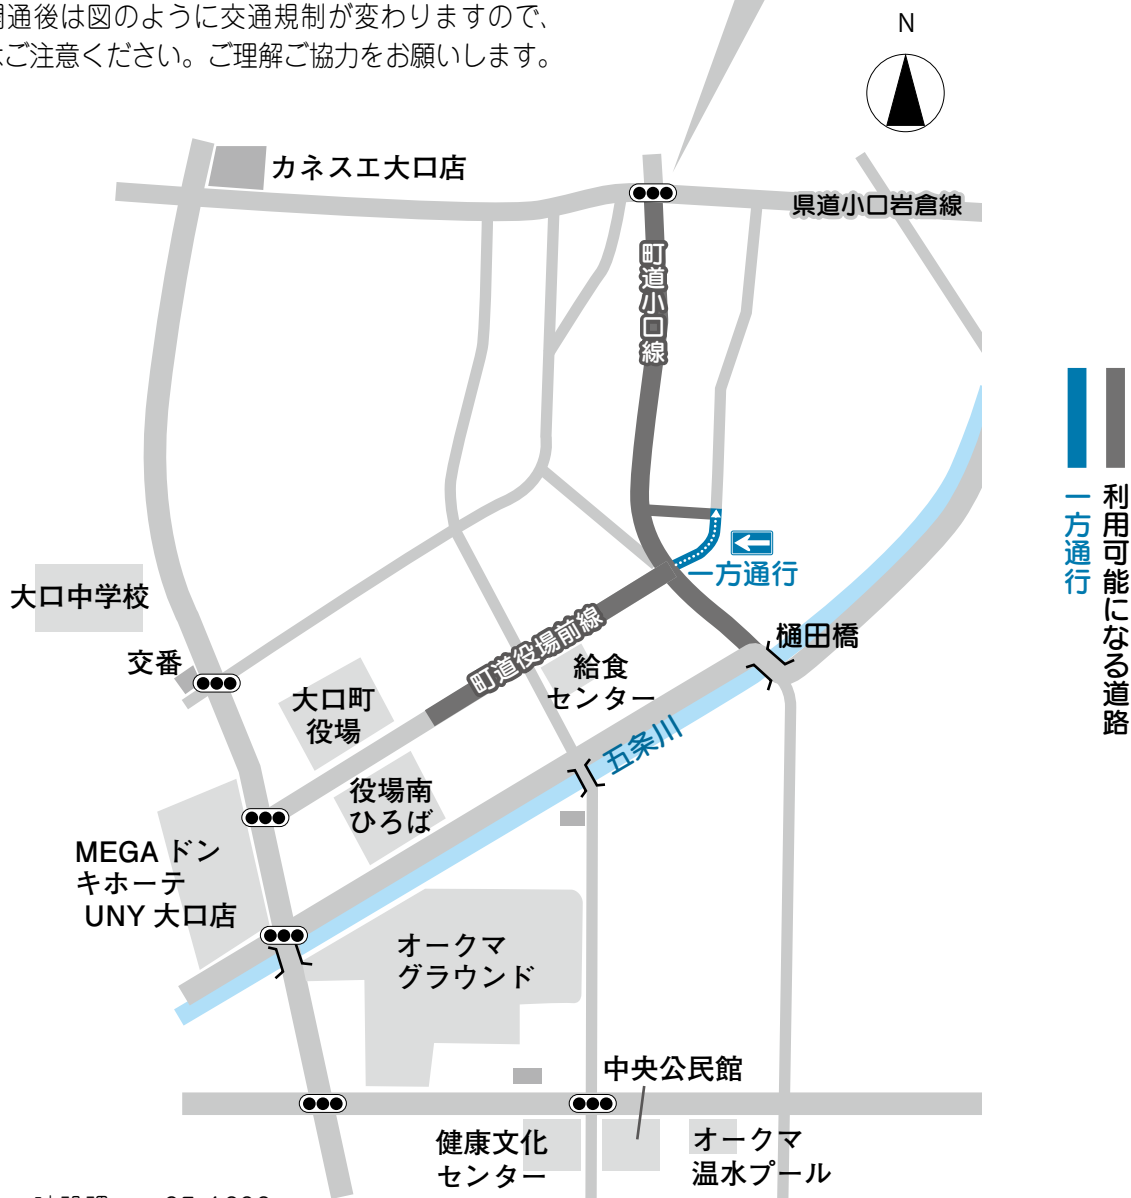 開通後は図のように交通規制が変わりますので、
はご注意ください。ご理解ご協力をお願いします。
N
カネスエ大口店
県道小口岩倉線
町道小口線
一方通行
利用可能になる道路
一方通行
大口中学校
樋田橋
町道役場前線
交番
給食
センター
大口町
役場
五条川
役場南
ひろば
MEGA ドン
キホーテ
UNY 大口店
オークマ
グラウンド
中央公民館
健康文化
センター
オークマ
温水プール